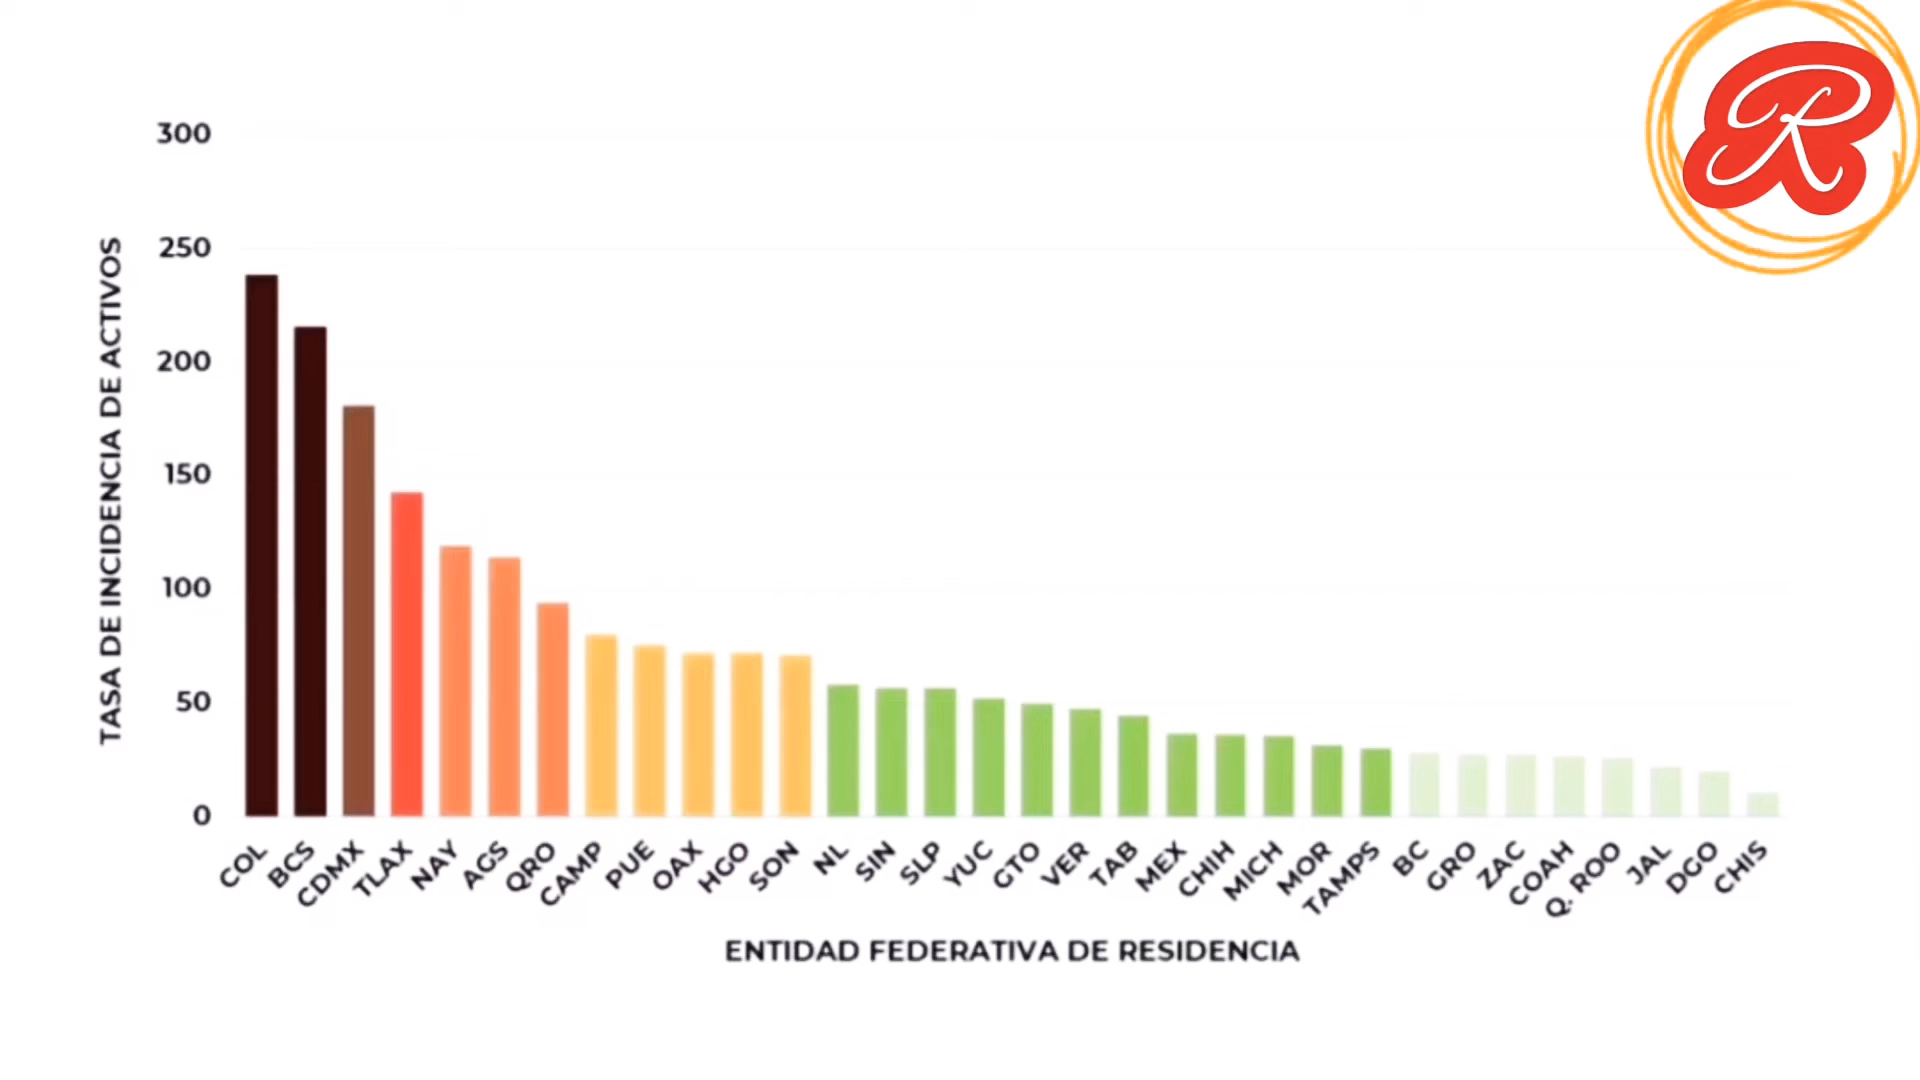 R
300
250
200
150
100
50
0
TASA DE INCIDENCIA DE ACTIVOS
COL
BCS
CDMX
TLAX
NAY
AGS
QRO
CAMP
PUE
OAX
HGO
SON
NL
SIN
SLP
YUC
GTO
VER
TAB
MEX
CHIH
MICH
MOR
TAMPS
BC
GRO
ZAC
COAH
Q. ROO
JAL
DGO
CHIS
ENTIDAD FEDERATIVA DE RESIDENCIA